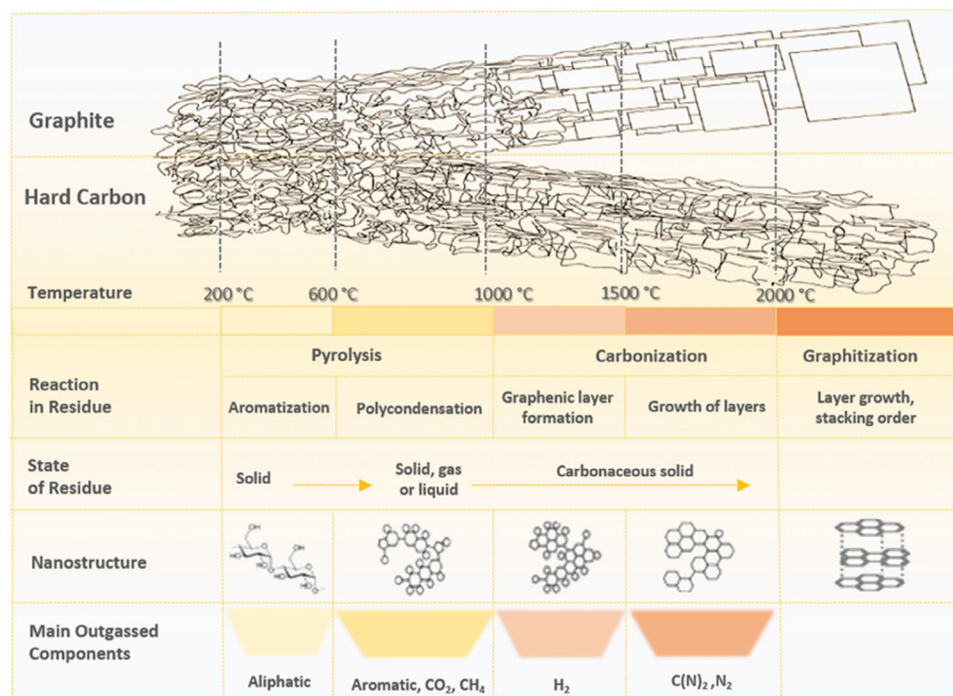 Graphite
Hard Carbon
Temperature
200 °C
600 °C
1000 °C
1500 °C
2000 °C
Pyrolysis
Carbonization
Graphitization
Reaction
in Residue
Aromatization
Polycondensation
Graphenic layer
formation
Growth of layers
Layer growth,
stacking order
State
of Residue
Solid
Solid, gas
or liquid
Carbonaceous solid
Nanostructure
Main Outgassed
Components
Aliphatic
Aromatic, CO₂, CH₄
H₂
C(N)₂ ,N₂